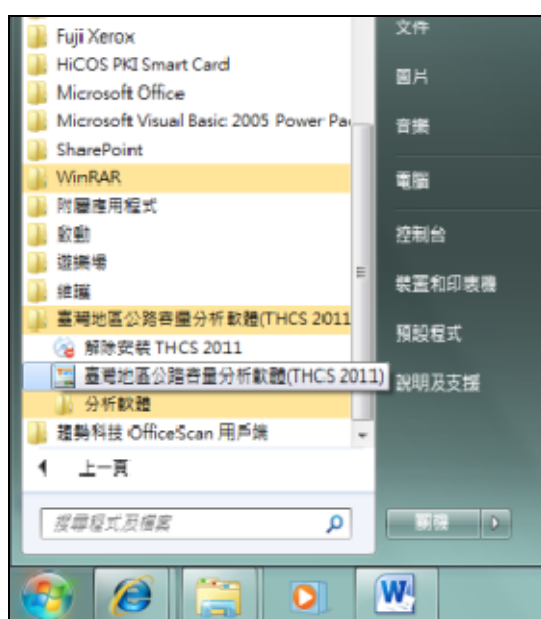 Fuji Xerox
HiCOS PKI Smart Card
Microsoft Office
Microsoft Visual Basic 2005 Power Pa
SharePoint
WinRAR
附屬應用程式
啟動
遊樂場
維護
臺灣地區公路容量分析軟體(THCS 2011
解除安裝 THCS 2011
臺灣地區公路容量分析軟體(THCS 2011)
分析軟體
趨勢科技 OfficeScan 用戶端
上一頁
搜尋程式及檔案
文件
圖片
音樂
電腦
控制台
裝置和印表機
預設程式
說明及支援
關機
W